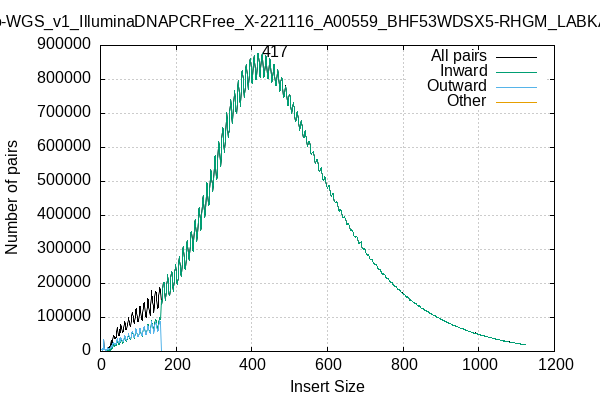 o-WGS_v1_IlluminaDNAPCRFree_X-221116_A00559_BHF53WDSX5-RHGM_LABKA
417
All pairs
Inward
Outward
Other
900000
800000
700000
600000
500000
400000
300000
200000
100000
0
Number of pairs
0 200 400 600 800 1000 1200
Insert Size